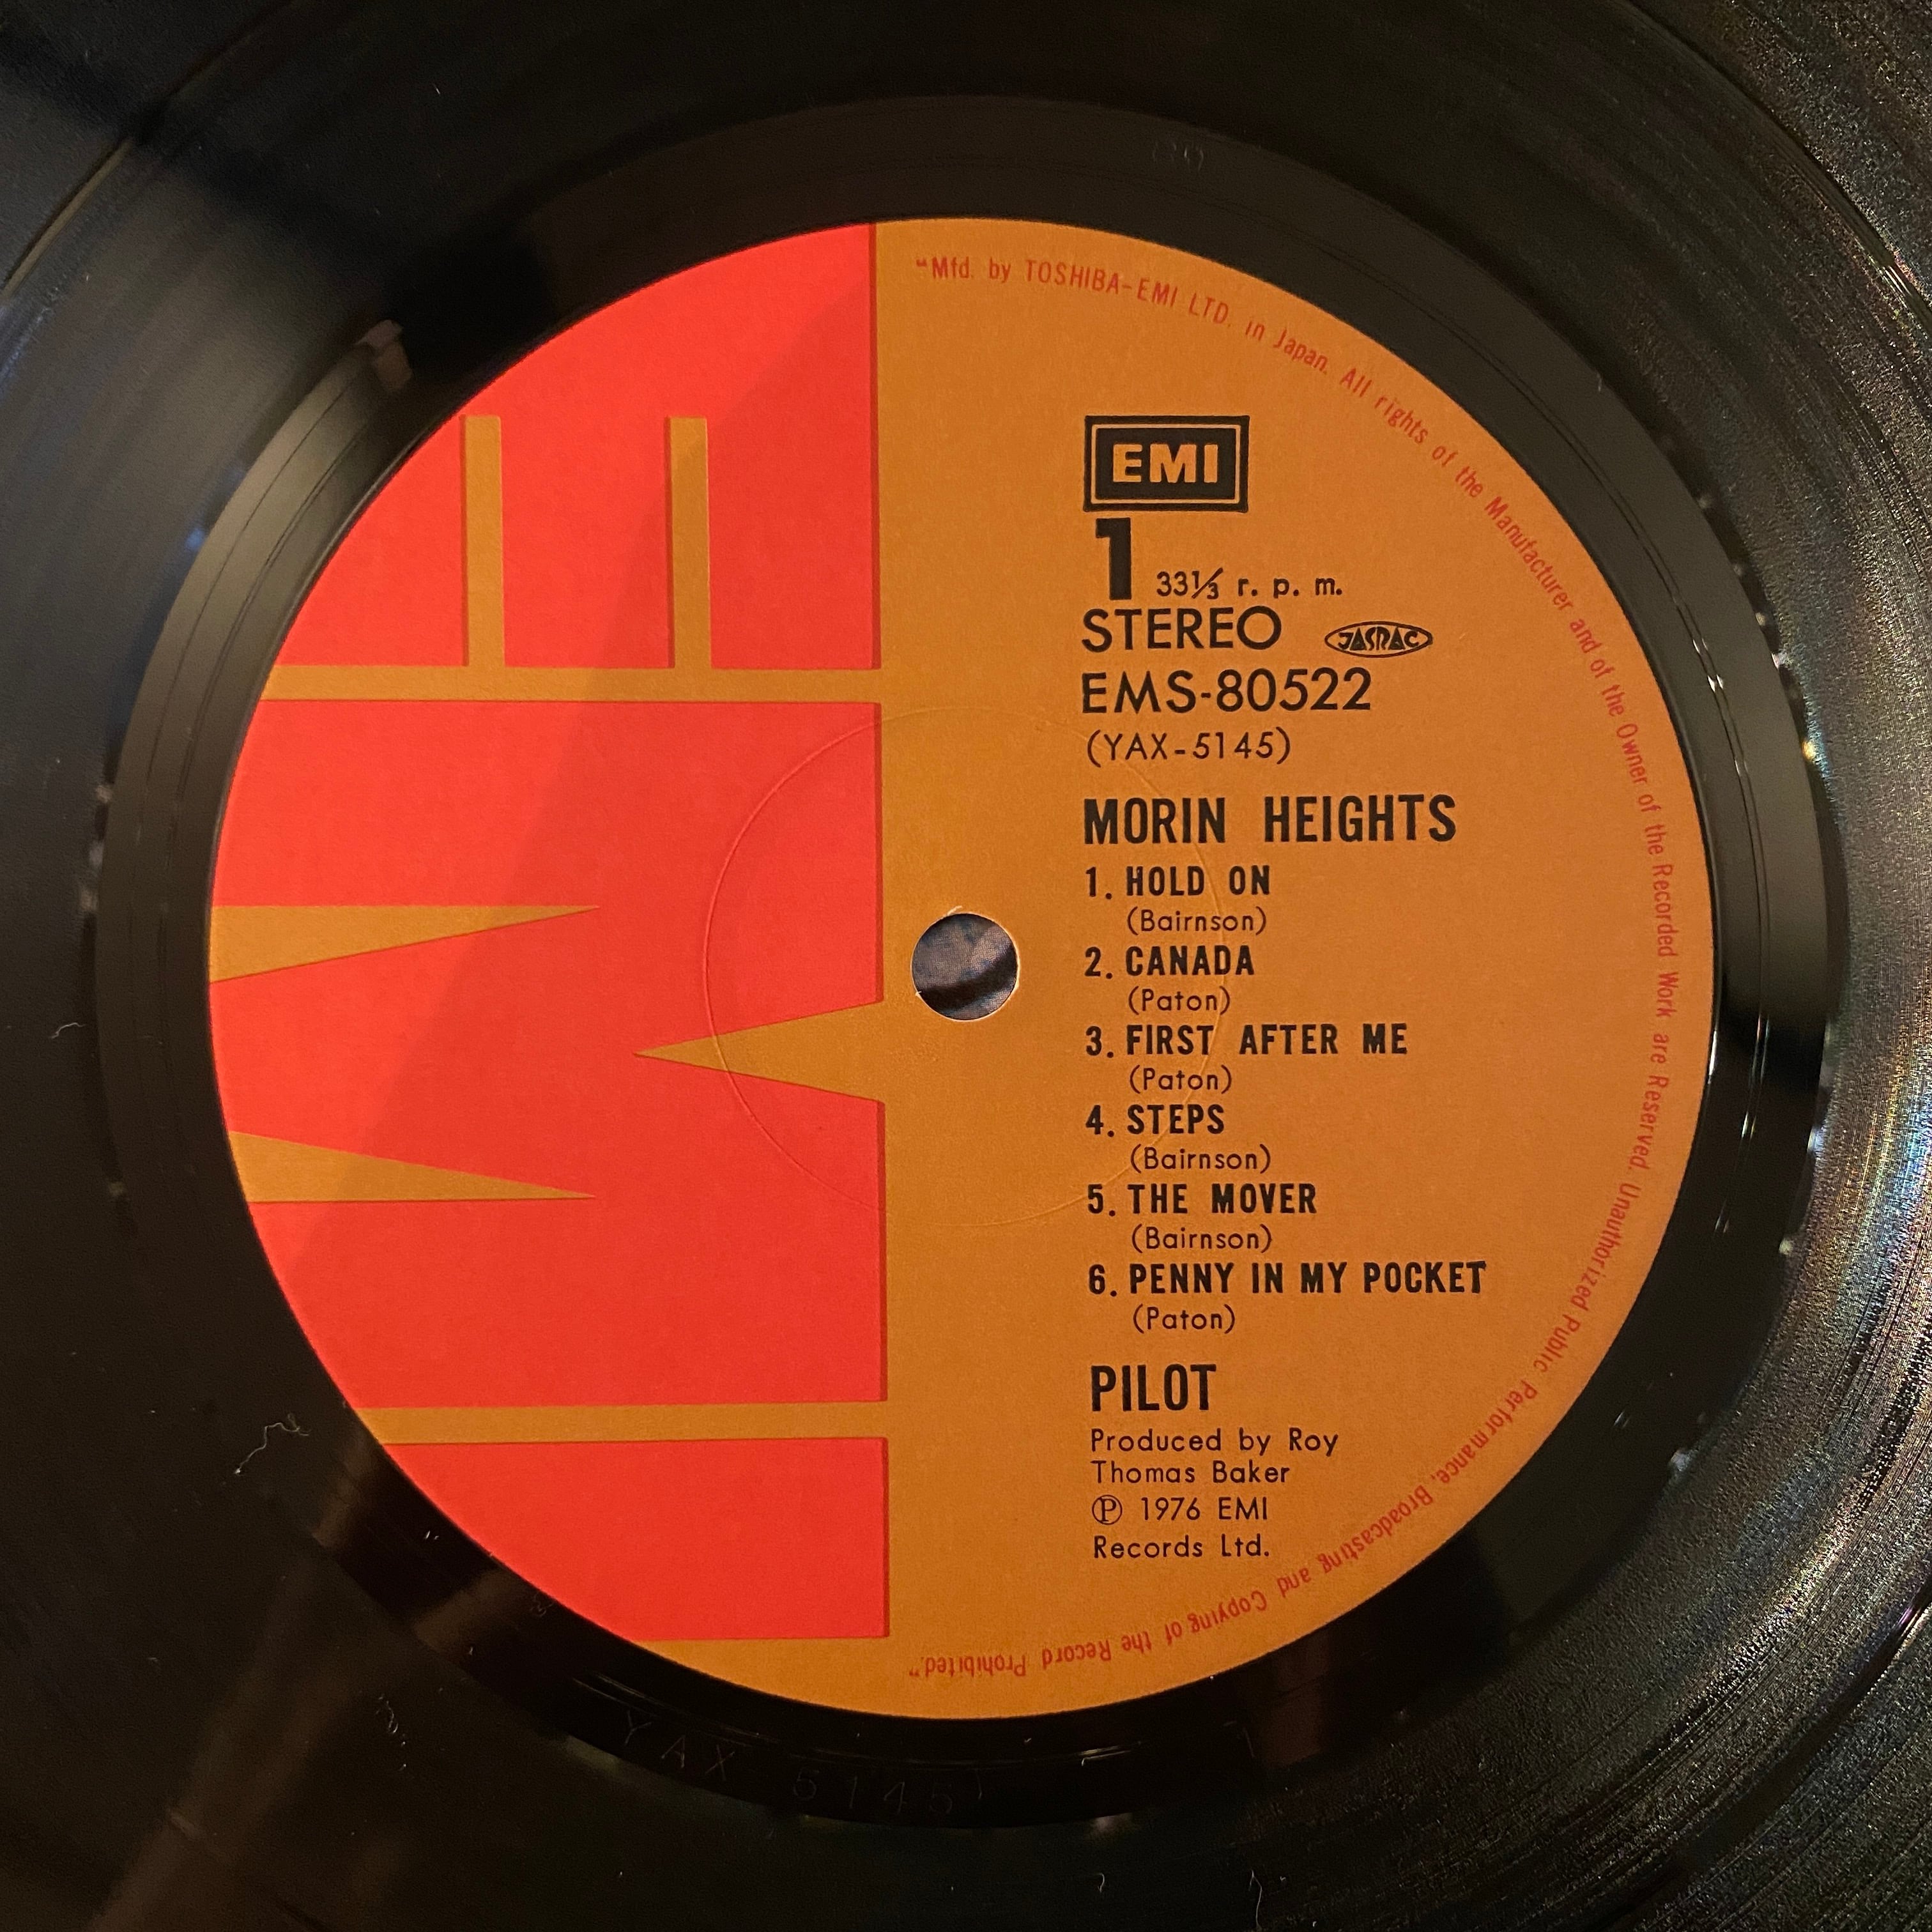 "Mfd. by TOSHIBA-EMI LTD. in Japan. All rights of the Manufacturer and of the Owner of the Recorded Work are Reserved. Unauthorized Public Performance, Broadcasting and Copying of the Record Prohibited."
EMI
1 33⅓ r. p. m.
STEREO JASRAC
EMS-80522
(YAX-5145)
MORIN HEIGHTS
1. HOLD ON
(Bairnson)
2. CANADA
(Paton)
3. FIRST AFTER ME
(Paton)
4. STEPS
(Bairnson)
5. THE MOVER
(Bairnson)
6. PENNY IN MY POCKET
(Paton)
PILOT
Produced by Roy
Thomas Baker
Ⓟ 1976 EMI
Records Ltd.
YAX 5145